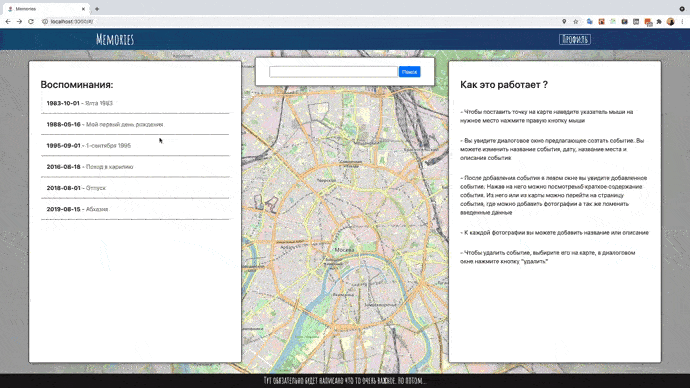 Memories
localhost:3000/#/
Memories
Профиль
Воспоминания:
1983-10-01 - Ялта 1983
1988-05-16 - Мой первый день рождения
1995-09-01 - 1-сентября 1995
2016-08-18 - Поход в карелию
2018-08-01 - Отпуск
2019-08-15 - Абхазия
Поиск
Москва
Как это работает ?
- Чтобы поставить точку на карте наведите указатель мыши на
нужное место нажмите правую кнопку мыши
- Вы увидите диалоговое окно предлагающее создать событие. Вы
можете изменить название события, дату, название места и
описание события
- После добавления события в левом окне вы увидите добавленное
событие. Нажав на него можно посмотреть краткое содержание
события. Из него или из карты можно перейти на страницу
события, где можно добавить фотографии а так же поменять
введенные данные
- К каждой фотографии вы можете добавить название или описание
- Чтобы удалить событие, выбирите его на карте, в диалоговом
окне нажмите кнопку "удалить"
Тут обязательно будет написано что то очень важное. но потом...